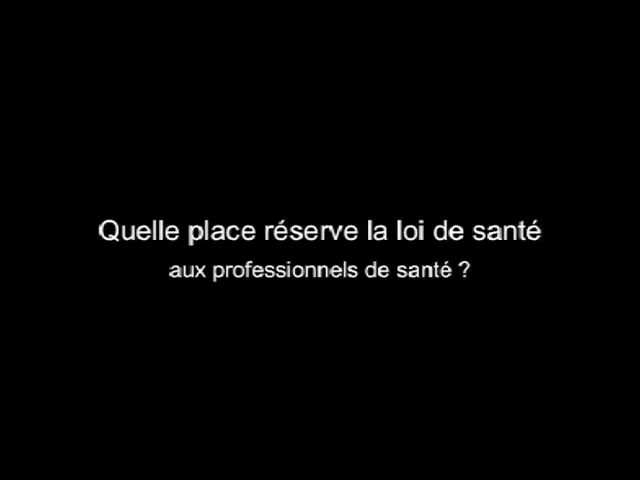 Quelle place réserve la loi de santé
aux professionnels de santé ?